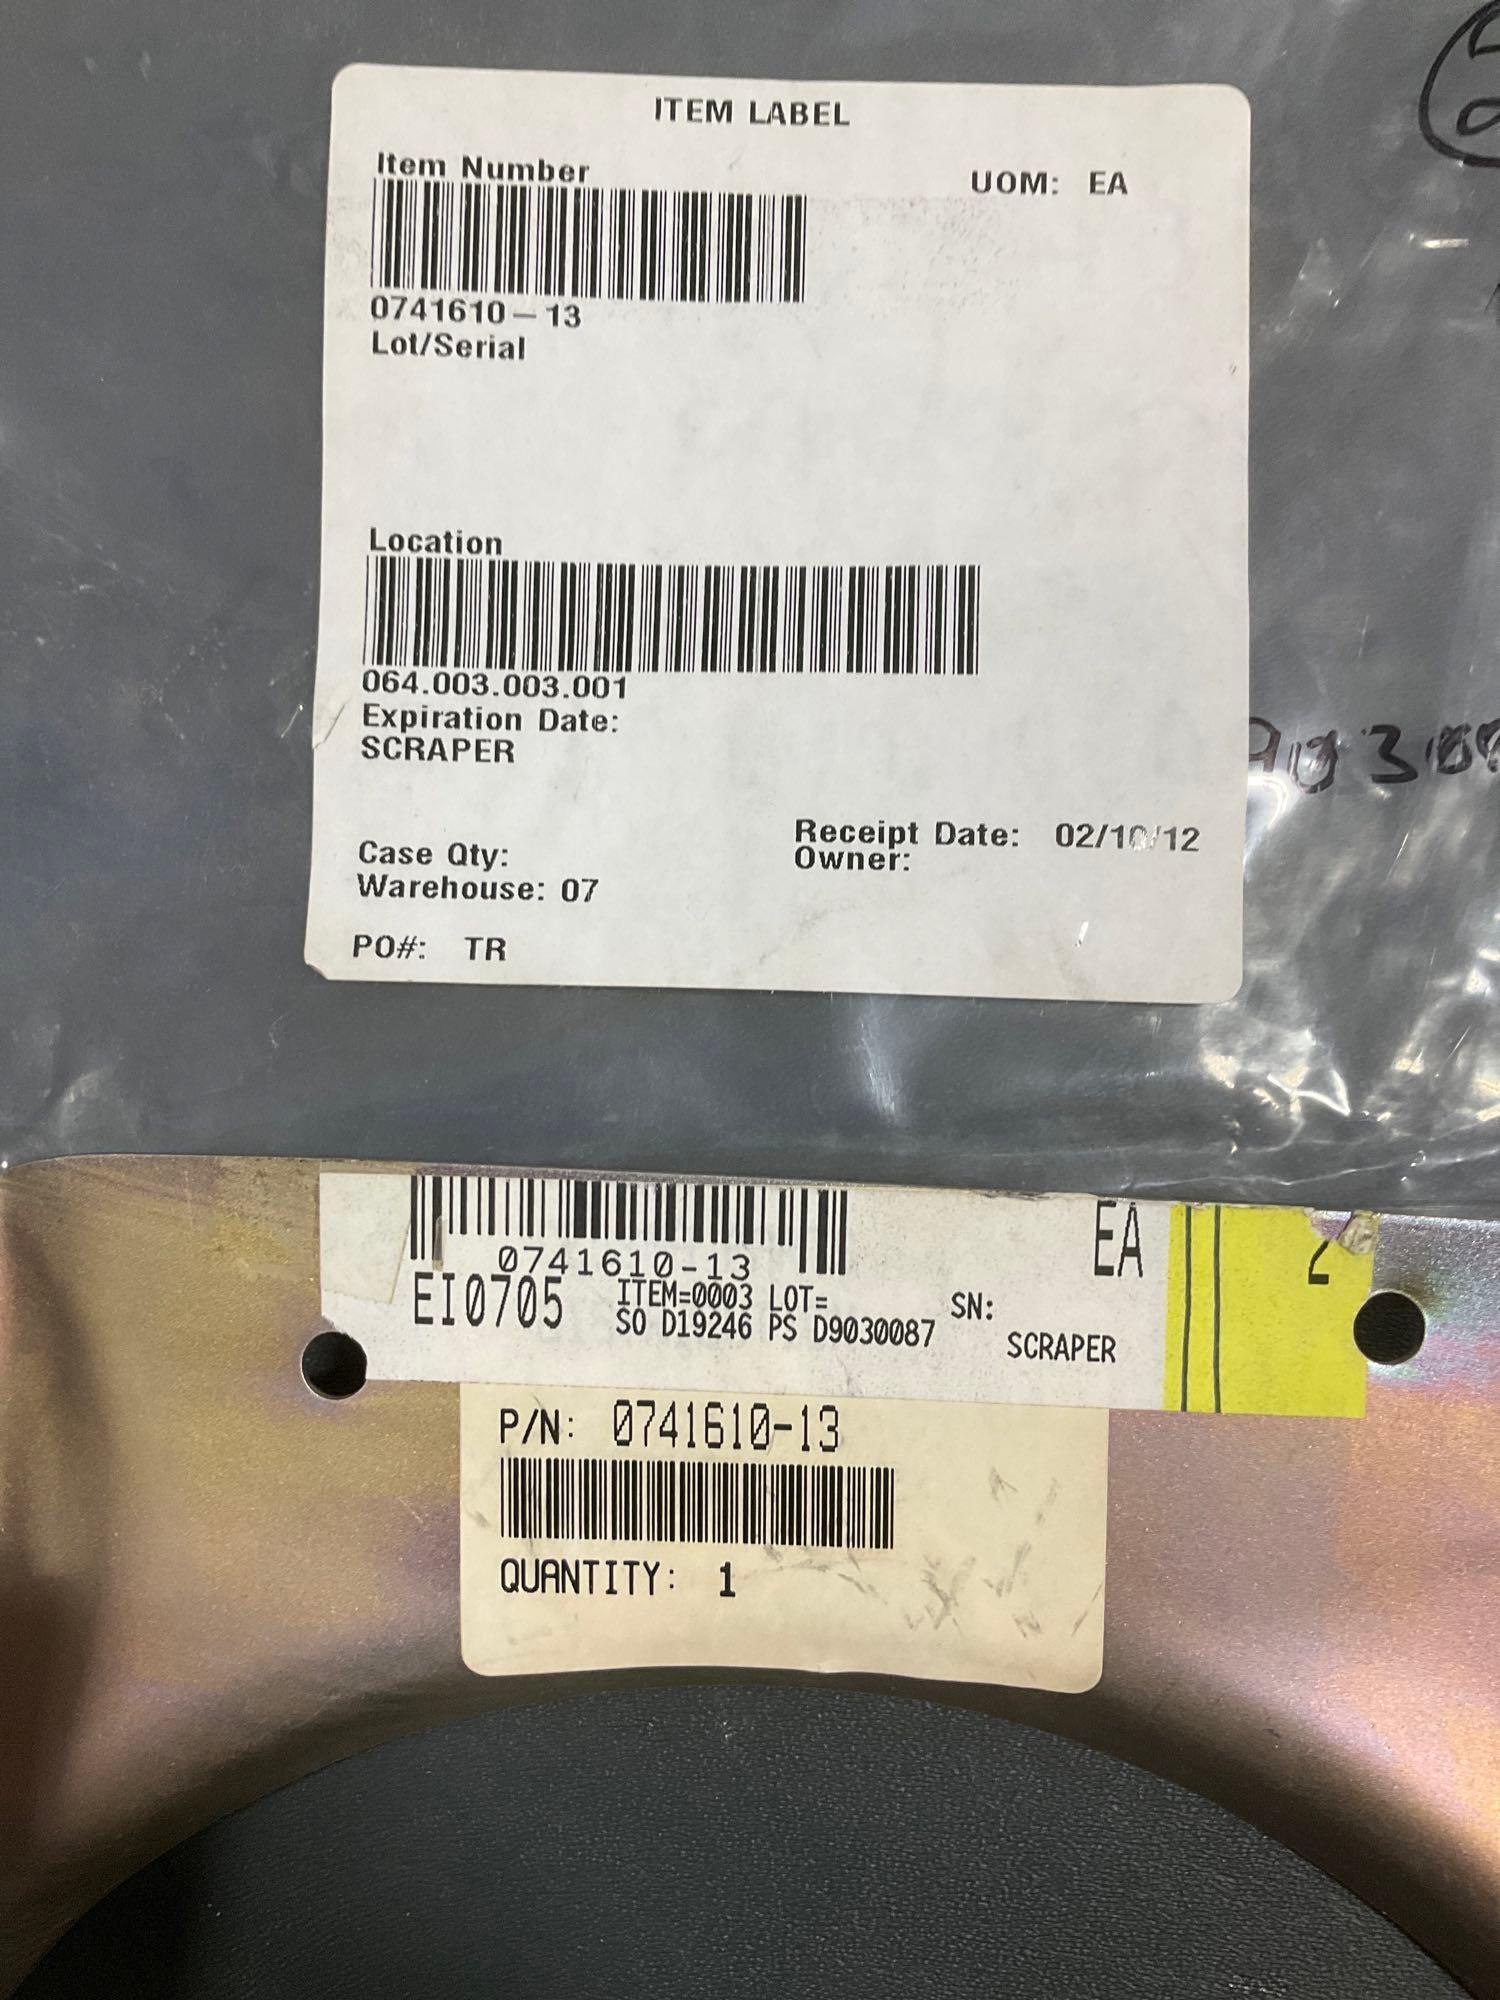 ITEM LABEL
Item Number
UOM: EA
0741610-13
Lot/Serial
Location
064.003.003.001
Expiration Date:
SCRAPER
Receipt Date: 02/10/12
Case Qty:
Owner:
Warehouse: 07
PO#: TR
0741610-13
EA
2
EI0705
ITEM=0003 LOT=
SN:
SO D19246 PS D9030087
SCRAPER
P/N: 0741610-13
QUANTITY: 1